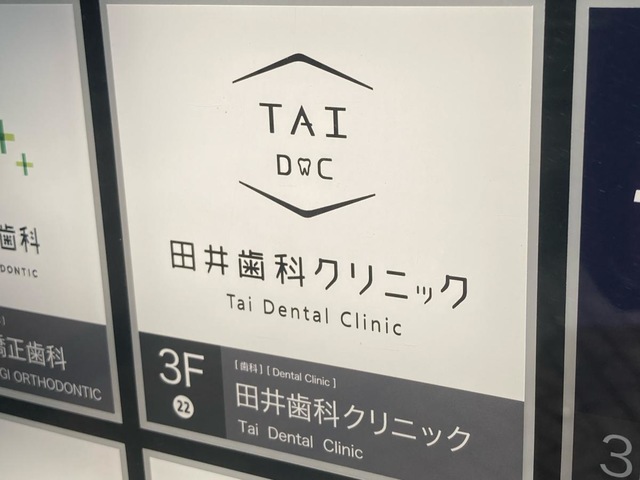 TAI
DC
田井歯科クリニック
Tai Dental Clinic
3F
22
[歯科] [Dental Clinic]
田井歯科クリニック
Tai Dental Clinic
歯科
DONTIC
矯正歯科
GI ORTHODONTIC
3